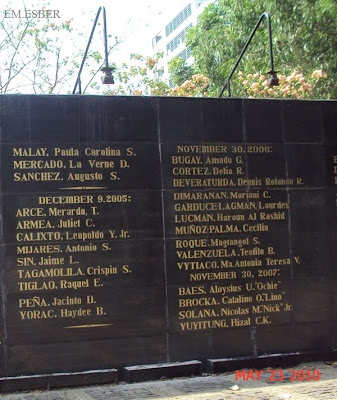 EM.ESBER
MALAY, Paula Carolina S.
MERCADO, La Verne D.
SANCHEZ, Augusto S.
DECEMBER 9, 2005:
ARCE, Merardo, T.
ARMEA, Juliet C.
CALIXTO, Leopoldo Y. Jr.
MIJARES, Antonio S.
SIN, Jaime L.
TAGAMOLILA, Crispin S.
TIGLAO, Raquel E.
PEÑA, Jacinto D.
YORAC, Haydee B.
NOVEMBER 30, 2006:
BUGAY, Amado G.
CORTEZ, Delia R.
DEVERATURDA, Dennis Rolando R.
DIMARANAN, Mariani C.
GARDUCE-LAGMAN, Lourdes
LUCMAN, Haroun Al Rashid
MUÑOZ-PALMA, Cecilia
ROQUE, Magtangol S.
VALENZUELA, Teofilo B.
VYTIACO, Ma. Antonia Teresa V.
NOVEMBER 30, 2007:
BAES, Aloysius U. "Ochie"
BROCKA, Catalino O. "Lino"
SOLANA, Nicolas M. "Nick" Jr.
YUYITUNG, Rizal C.K.
MAY 23 2010